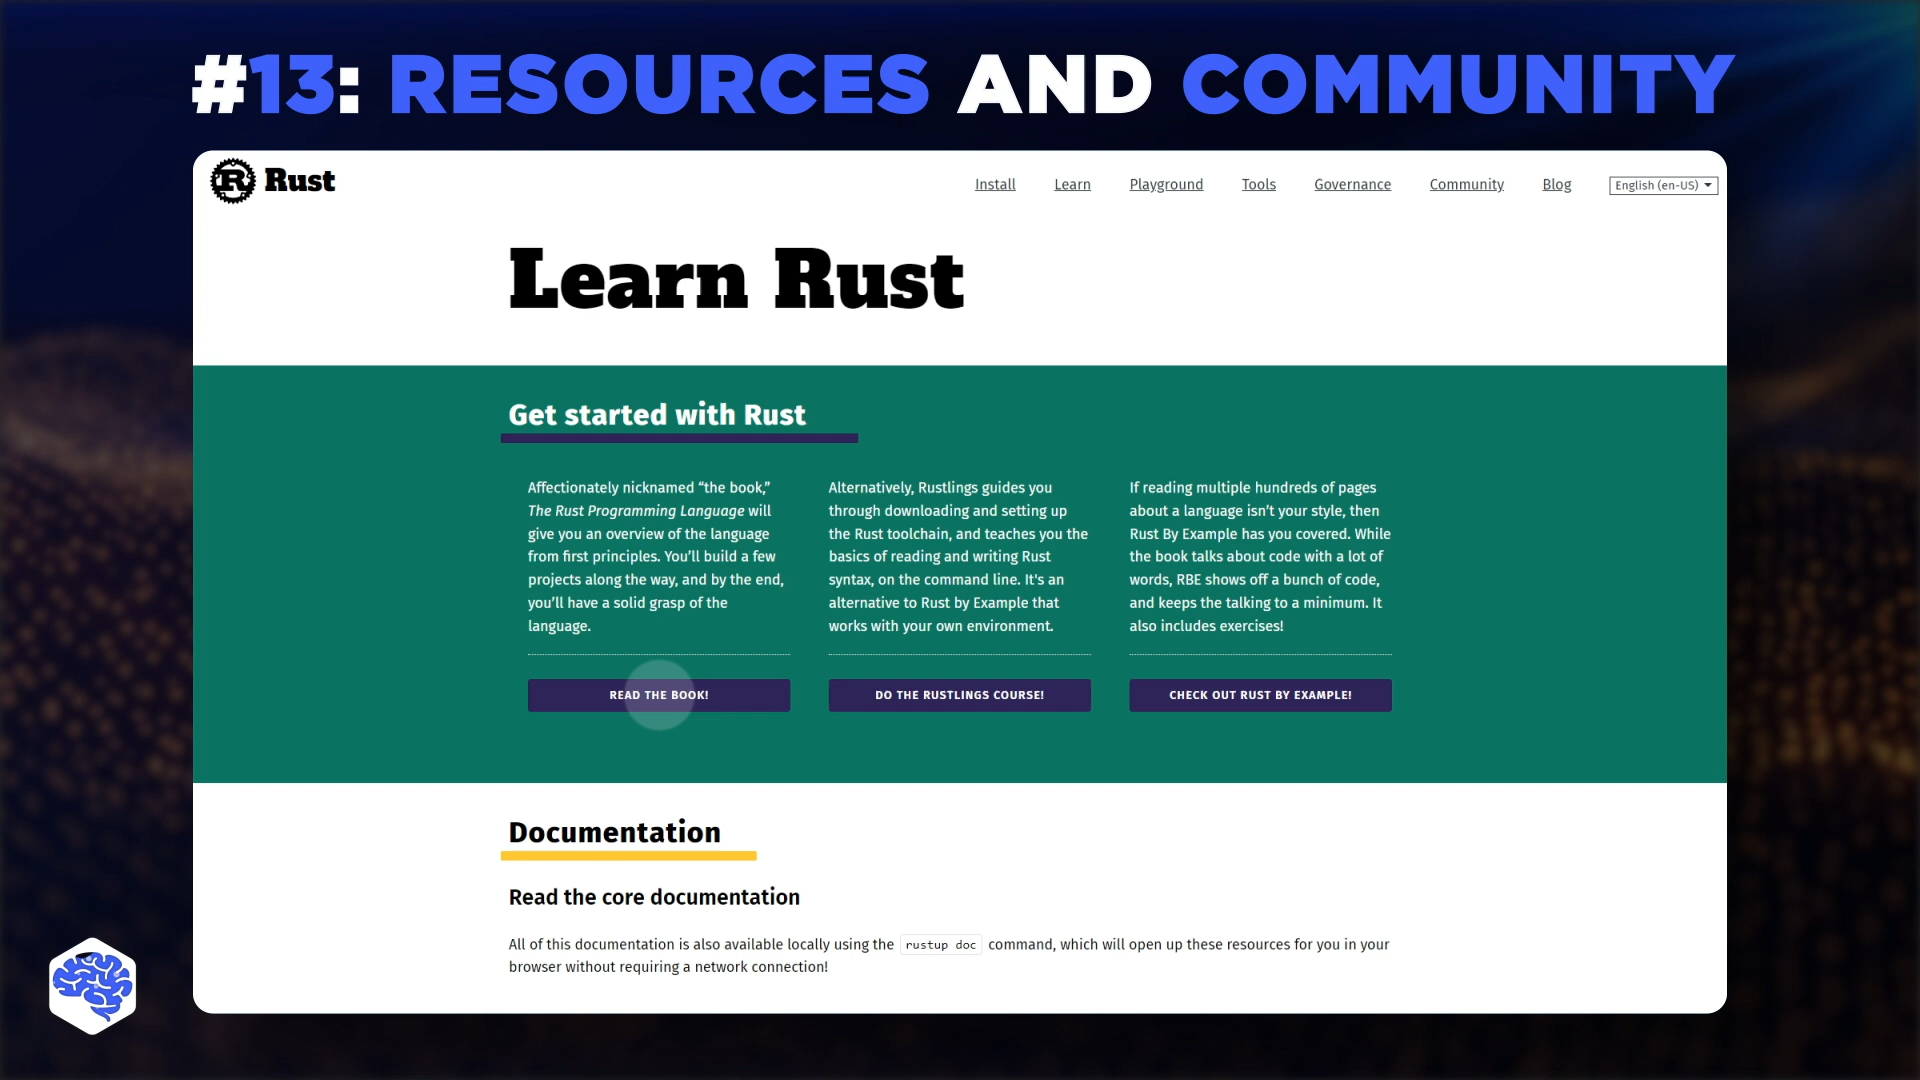 #13: RESOURCES AND COMMUNITY
Rust
Install Learn Playground Tools Governance Community Blog English (en-US)
Learn Rust
Get started with Rust
Affectionately nicknamed “the book,”
The Rust Programming Language will
give you an overview of the language
from first principles. You’ll build a few
projects along the way, and by the end,
you’ll have a solid grasp of the
language.
READ THE BOOK!
Alternatively, Rustlings guides you
through downloading and setting up
the Rust toolchain, and teaches you the
basics of reading and writing Rust
syntax, on the command line. It's an
alternative to Rust by Example that
works with your own environment.
DO THE RUSTLINGS COURSE!
If reading multiple hundreds of pages
about a language isn’t your style, then
Rust By Example has you covered. While
the book talks about code with a lot of
words, RBE shows off a bunch of code,
and keeps the talking to a minimum. It
also includes exercises!
CHECK OUT RUST BY EXAMPLE!
Documentation
Read the core documentation
All of this documentation is also available locally using the rustup doc command, which will open up these resources for you in your
browser without requiring a network connection!